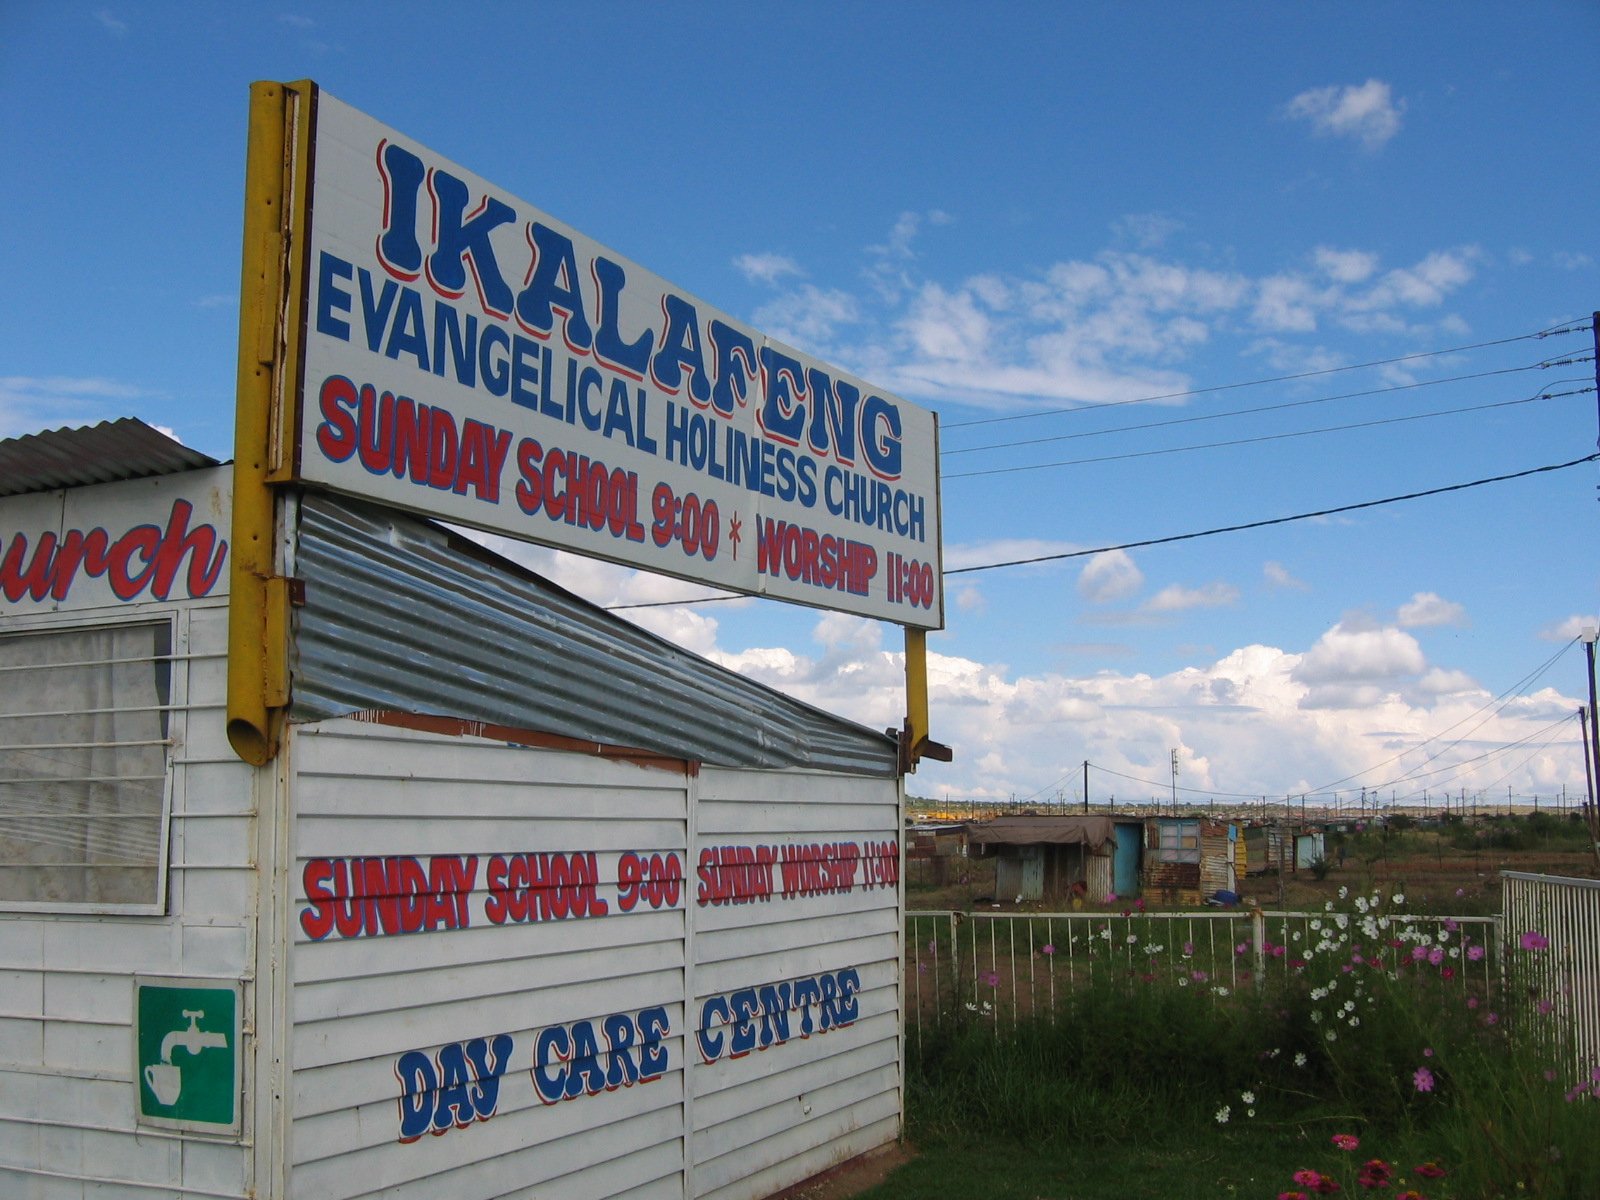 IKALAFENG
EVANGELICAL HOLINESS CHURCH
SUNDAY SCHOOL 9:00 * WORSHIP 11:00
urch
SUNDAY SCHOOL 9:00 SUNDAY WORSHIP 11:00
DAY CARE CENTRE